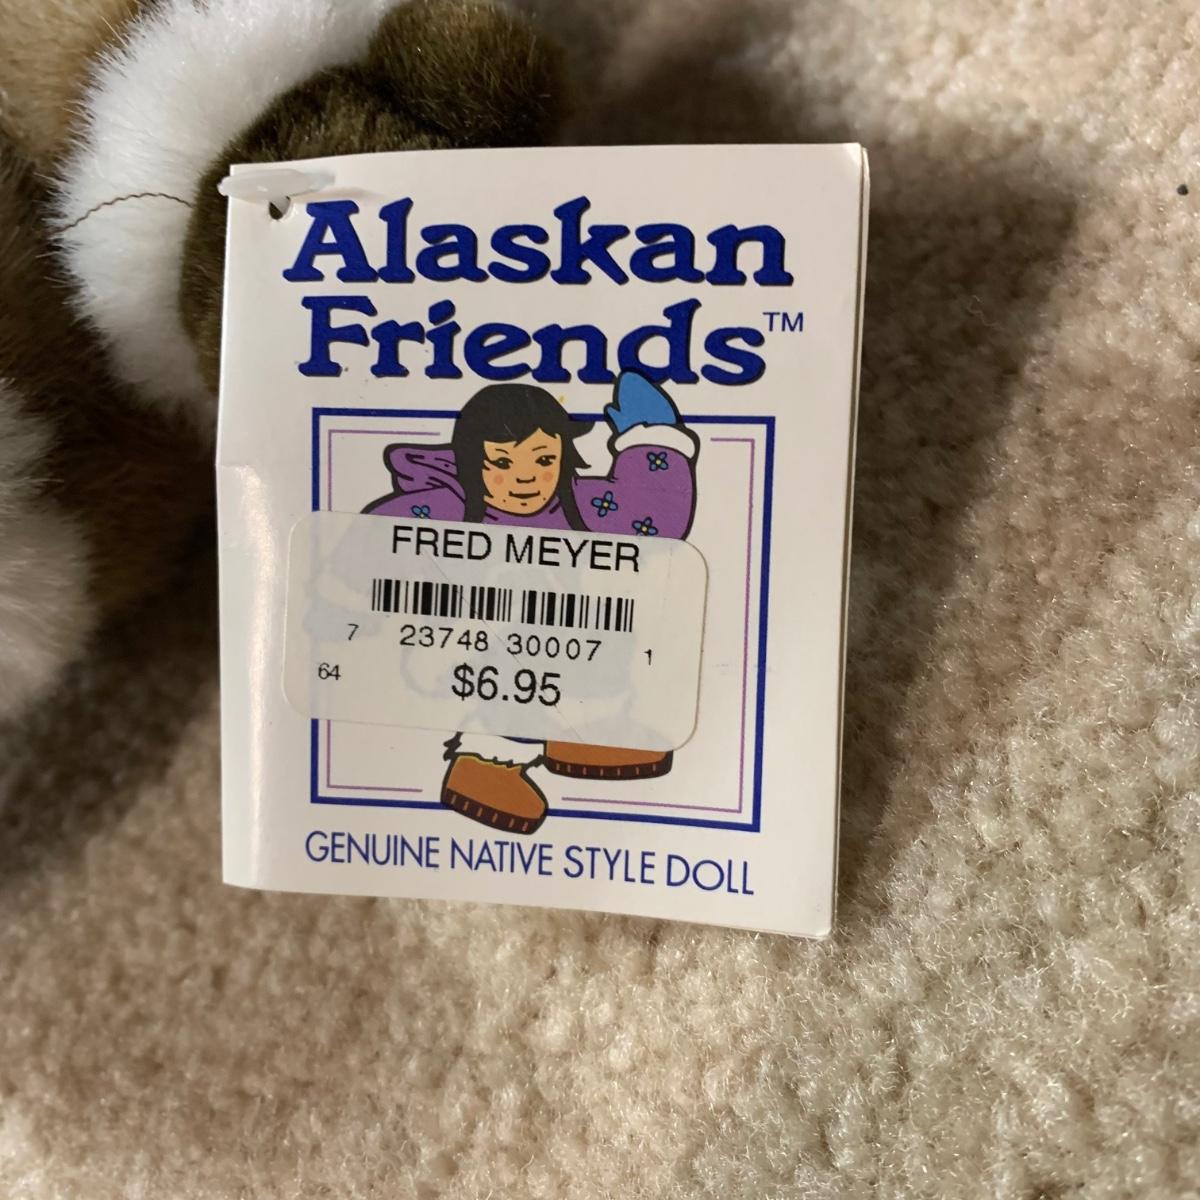 Alaskan
Friends™
FRED MEYER
7 23748 30007 1
64 $6.95
GENUINE NATIVE STYLE DOLL